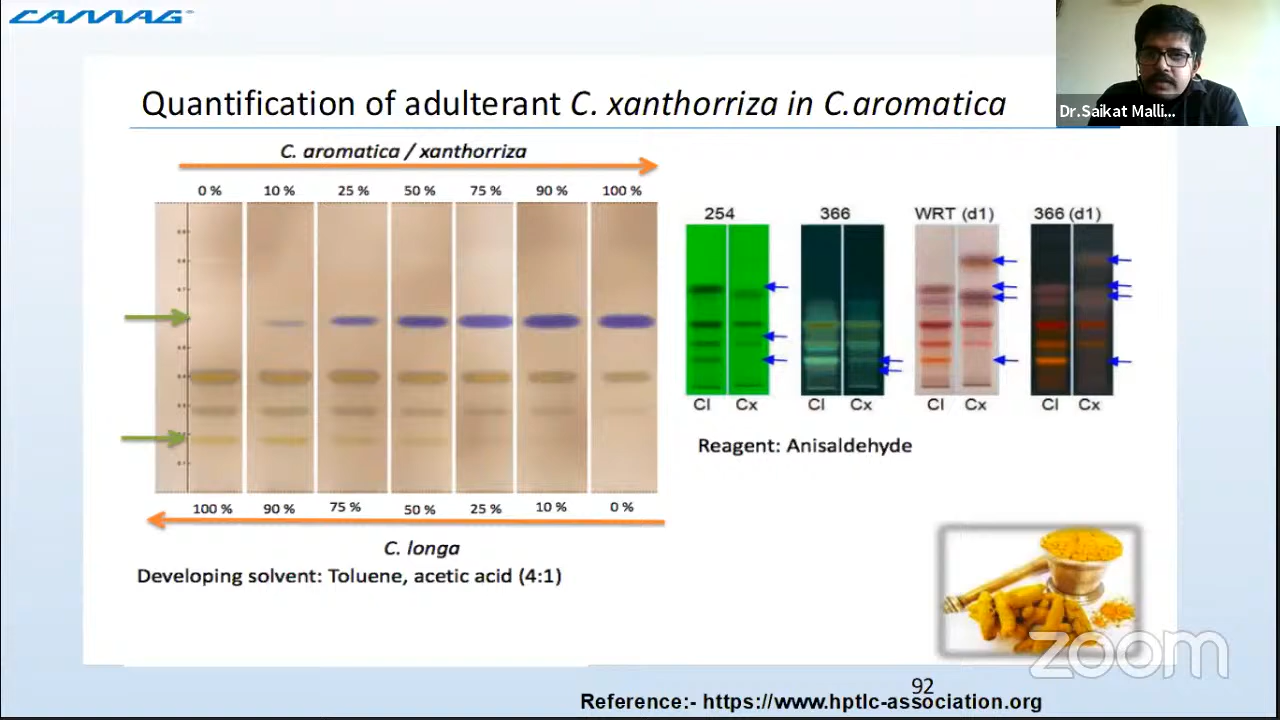 CAMAG
Dr.Saikat Malli...
Quantification of adulterant C. xanthorriza in C.aromatica
C. aromatica / xanthorriza
0 % 10 % 25 % 50 % 75 % 90 % 100 %
254 366 WRT (d1) 366 (d1)
Cl Cx Cl Cx Cl Cx Cl Cx
Reagent: Anisaldehyde
100 % 90 % 75 % 50 % 25 % 10 % 0 %
C. longa
Developing solvent: Toluene, acetic acid (4:1)
zoom
92
Reference:- https://www.hptlc-association.org